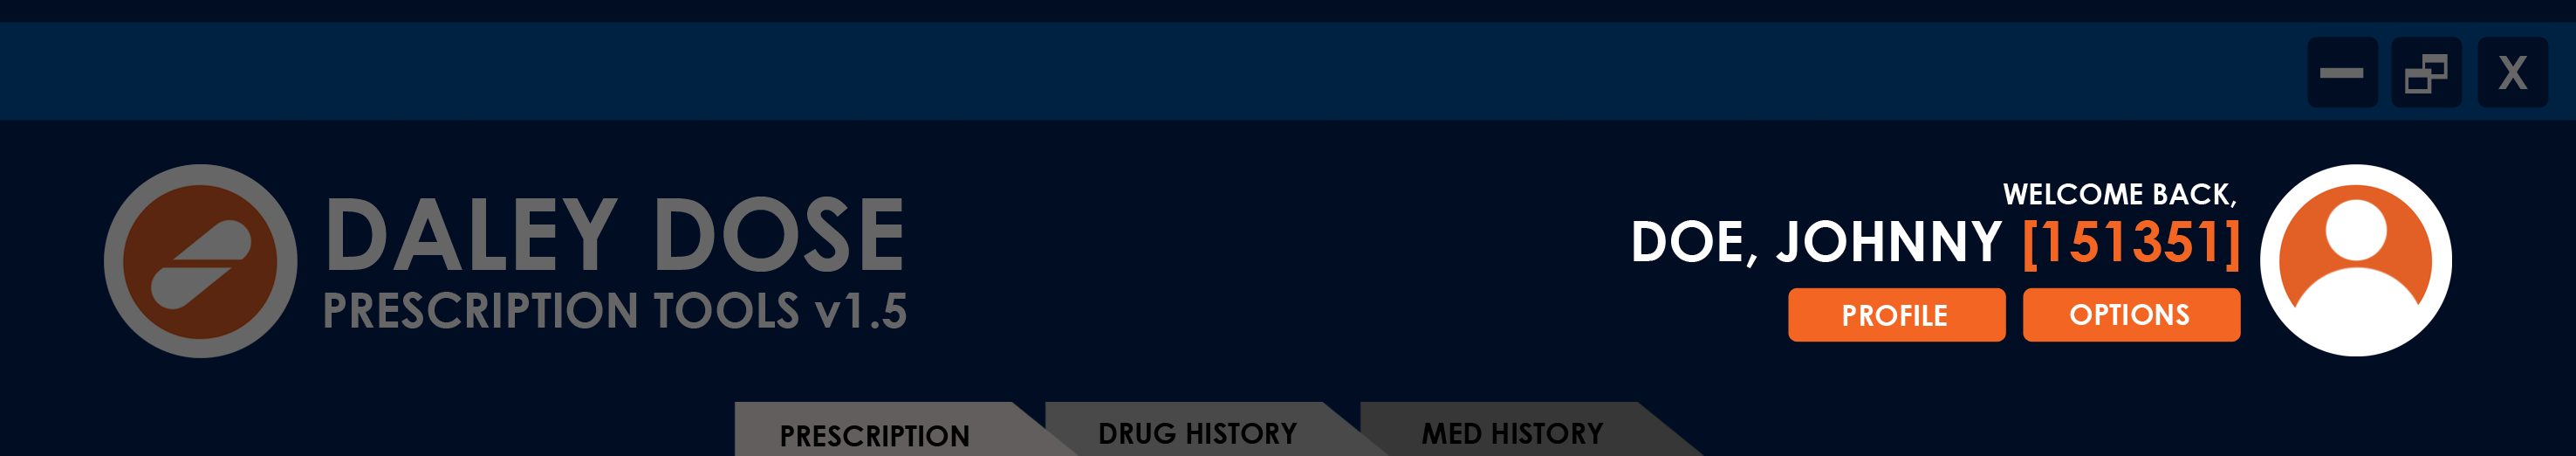 X
DALEY DOSE
PRESCRIPTION TOOLS v1.5
WELCOME BACK,
DOE, JOHNNY [151351]
PROFILE
OPTIONS
PRESCRIPTION
DRUG HISTORY
MED HISTORY